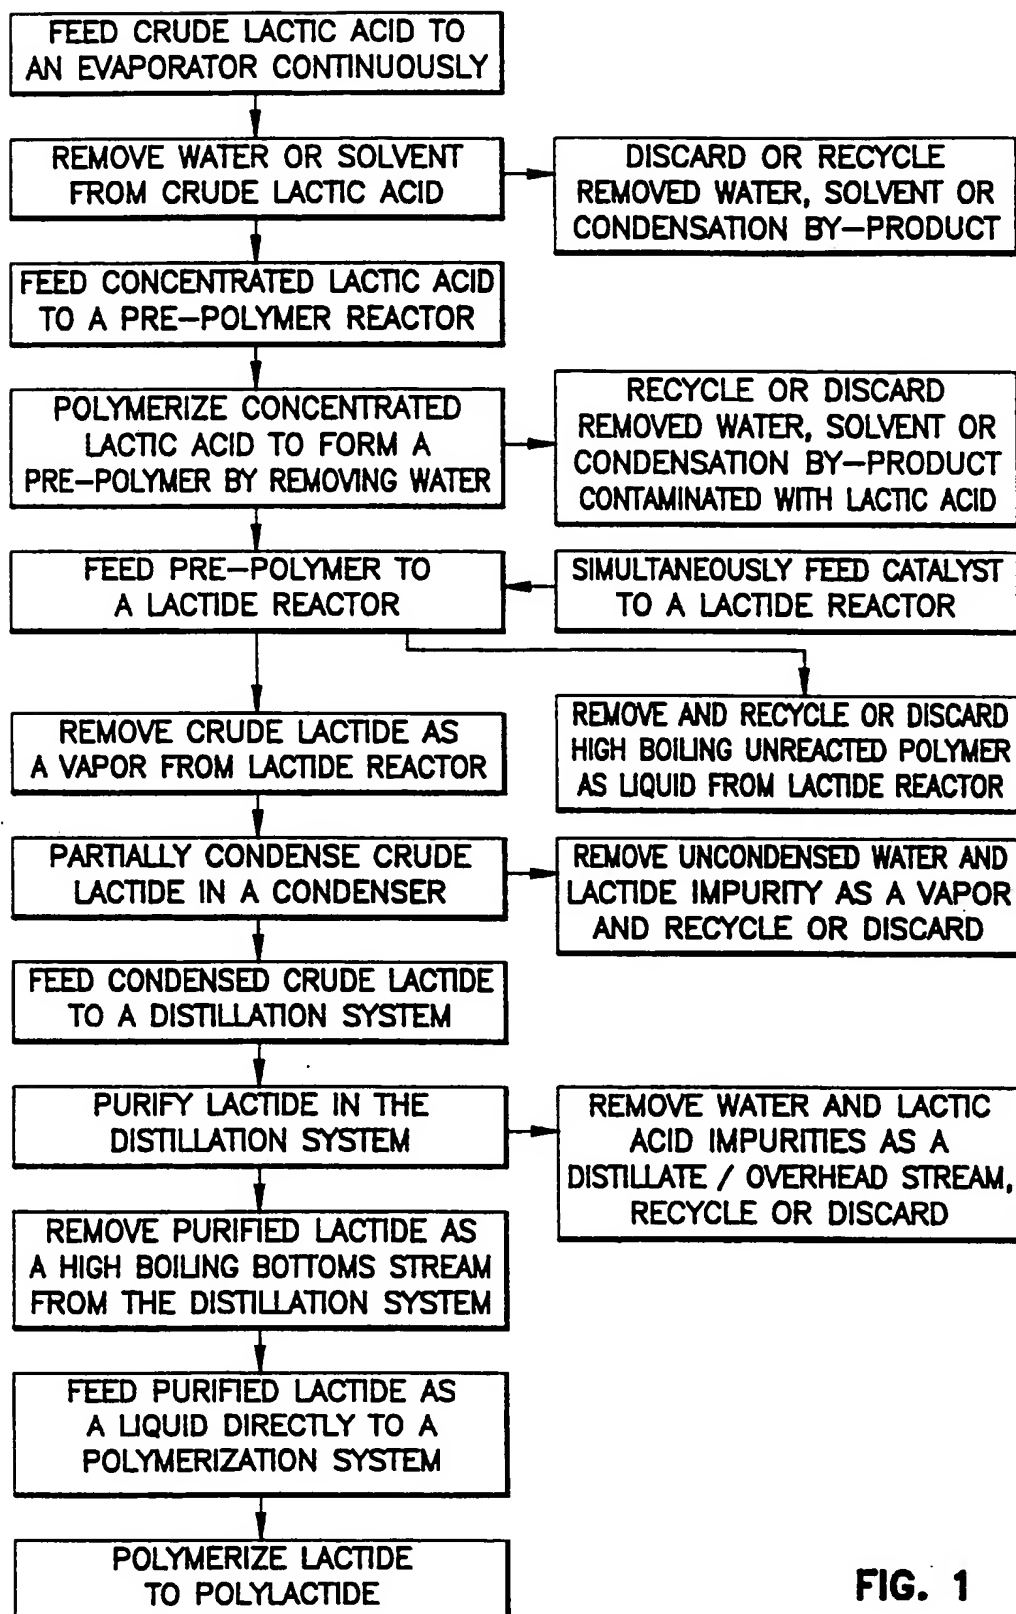 FEED CRUDE LACTIC ACID TO
AN EVAPORATOR CONTINUOUSLY
REMOVE WATER OR SOLVENT
FROM CRUDE LACTIC ACID
DISCARD OR RECYCLE
REMOVED WATER, SOLVENT OR
CONDENSATION BY-PRODUCT
FEED CONCENTRATED LACTIC ACID
TO A PRE-POLYMER REACTOR
POLYMERIZE CONCENTRATED
LACTIC ACID TO FORM A
PRE-POLYMER BY REMOVING WATER
RECYCLE OR DISCARD
REMOVED WATER, SOLVENT OR
CONDENSATION BY-PRODUCT
CONTAMINATED WITH LACTIC ACID
FEED PRE-POLYMER TO
A LACTIDE REACTOR
SIMULTANEOUSLY FEED CATALYST
TO A LACTIDE REACTOR
REMOVE CRUDE LACTIDE AS
A VAPOR FROM LACTIDE REACTOR
REMOVE AND RECYCLE OR DISCARD
HIGH BOILING UNREACTED POLYMER
AS LIQUID FROM LACTIDE REACTOR
PARTIALLY CONDENSE CRUDE
LACTIDE IN A CONDENSER
REMOVE UNCONDENSED WATER AND
LACTIDE IMPURITY AS A VAPOR
AND RECYCLE OR DISCARD
FEED CONDENSED CRUDE LACTIDE
TO A DISTILLATION SYSTEM
PURIFY LACTIDE IN THE
DISTILLATION SYSTEM
REMOVE WATER AND LACTIC
ACID IMPURITIES AS A
DISTILLATE / OVERHEAD STREAM,
RECYCLE OR DISCARD
REMOVE PURIFIED LACTIDE AS
A HIGH BOILING BOTTOMS STREAM
FROM THE DISTILLATION SYSTEM
FEED PURIFIED LACTIDE AS
A LIQUID DIRECTLY TO A
POLYMERIZATION SYSTEM
POLYMERIZE LACTIDE
TO POLYLACTIDE
FIG. 1